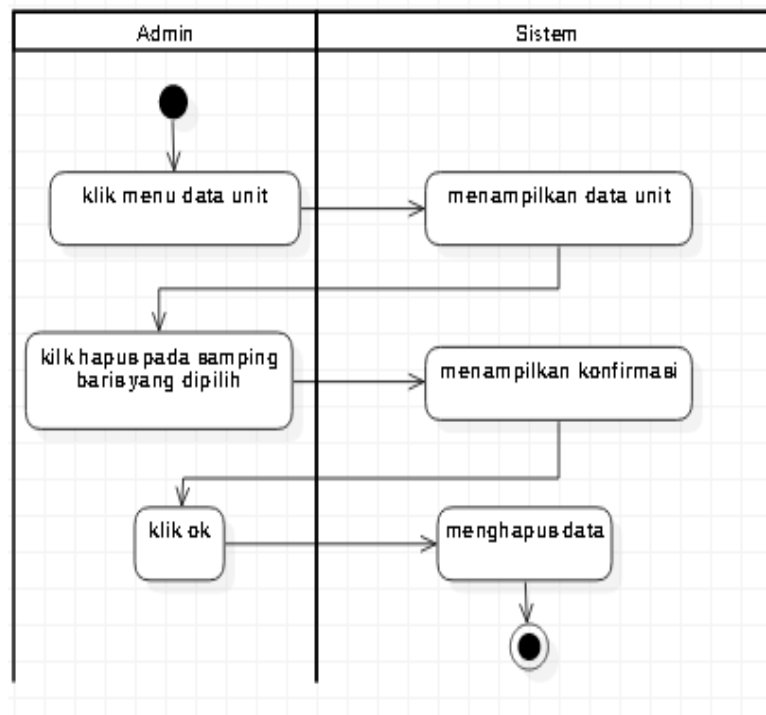 Admin
Sistem
klik menu data unit
menampilkan data unit
kilk hapus pada samping
baris yang dipilih
menampilkan konfirmasi
klik ok
menghapus data